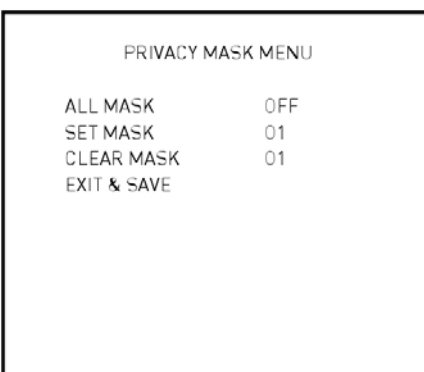 PRIVACY MASK MENU
ALL MASK OFF
SET MASK 01
CLEAR MASK 01
EXIT & SAVE